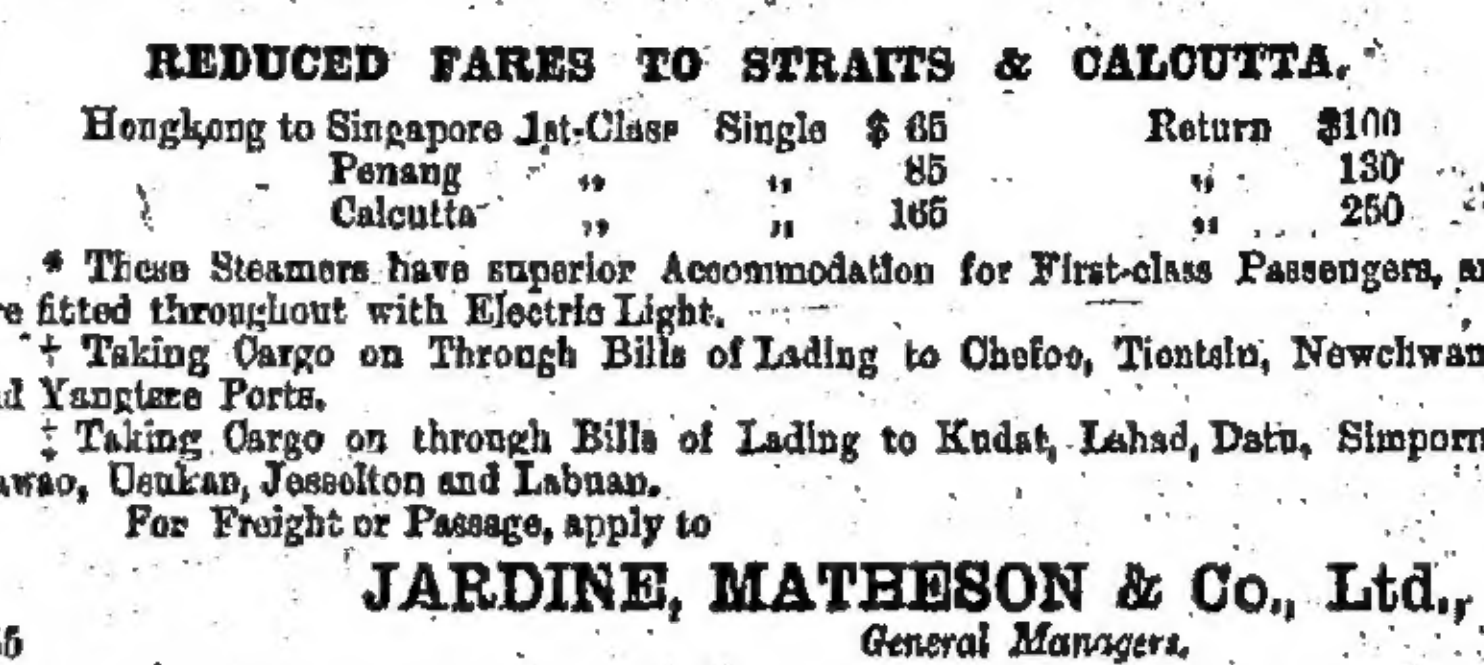 REDUCED FARES TO STRAITS & CALCUTTA.
Hongkong to Singapore 1st-Class Single $ 65 Return $100
Penang „ „ 85 „ 130
Calcutta „ „ 165 „ 250
* These Steamers have superior Accommodation for First-class Passengers,
fitted throughout with Electric Light.
† Taking Cargo on Through Bills of Lading to Chefoo, Tientsin, Newchwan
Yangtsze Ports.
‡ Taking Cargo on through Bills of Lading to Kudat, Lahad, Datu, Simporn
Usukan, Jesselton and Labuan.
For Freight or Passage, apply to
JARDINE, MATHESON & Co., Ltd.,
General Managers.